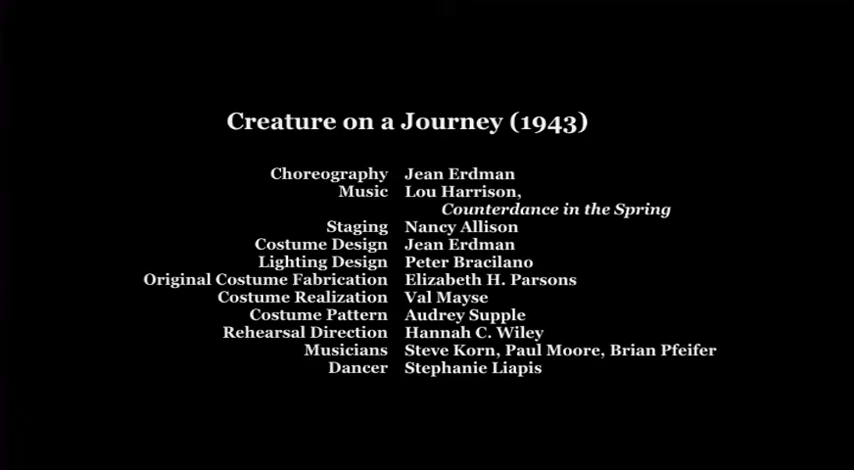 Creature on a Journey (1943)
Choreography Jean Erdman
Music Lou Harrison,
Counterdance in the Spring
Staging Nancy Allison
Costume Design Jean Erdman
Lighting Design Peter Bracilano
Original Costume Fabrication Elizabeth H. Parsons
Costume Realization Val Mayse
Costume Pattern Audrey Supple
Rehearsal Direction Hannah C. Wiley
Musicians Steve Korn, Paul Moore, Brian Pfeifer
Dancer Stephanie Liapis